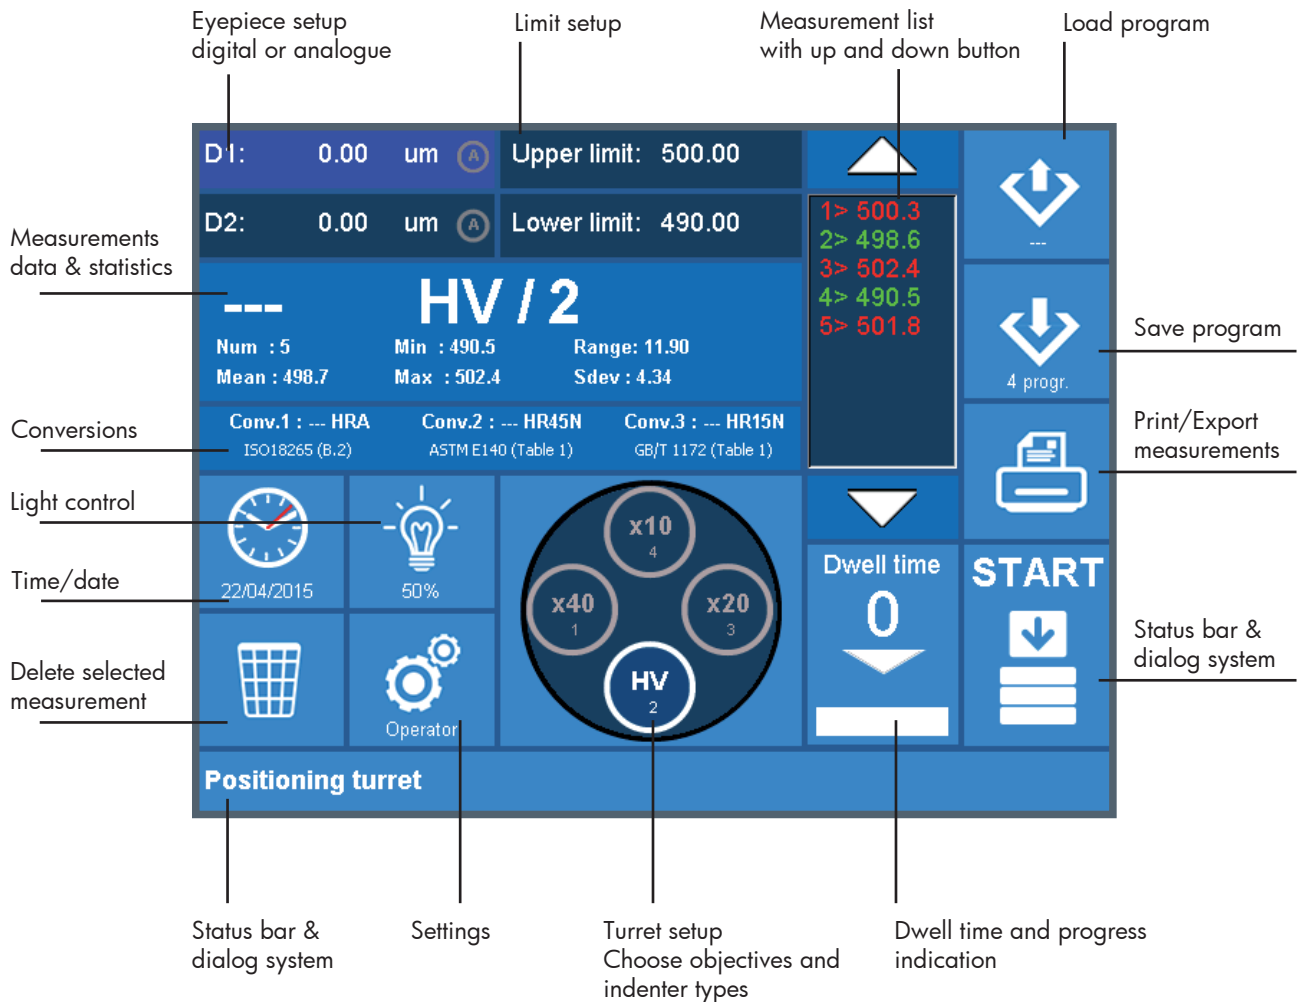 Eyepiece setup
digital or analogue
Limit setup
Measurement list
with up and down button
Load program
D1: 0.00 um A
Upper limit: 500.00
D2: 0.00 um A
Lower limit: 490.00
1> 500.3
2> 498.6
3> 502.4
4> 490.5
5> 501.8
---
Measurements
data & statistics
--- HV / 2
Num : 5 Min : 490.5 Range: 11.90
Mean : 498.7 Max : 502.4 Sdev : 4.34
4 progr.
Save program
Conversions
Conv.1 : --- HRA Conv.2 : --- HR45N Conv.3 : --- HR15N
ISO18265 (B.2) ASTM E140 (Table 1) GB/T 1172 (Table 1)
Print/Export
measurements
Light control
Time/date
22/04/2015
50%
x10
4
x40
1
x20
3
HV
2
Dwell time
0
START
Status bar &
dialog system
Delete selected
measurement
Operator
Positioning turret
Status bar &
dialog system
Settings
Turret setup
Choose objectives and
indenter types
Dwell time and progress
indication